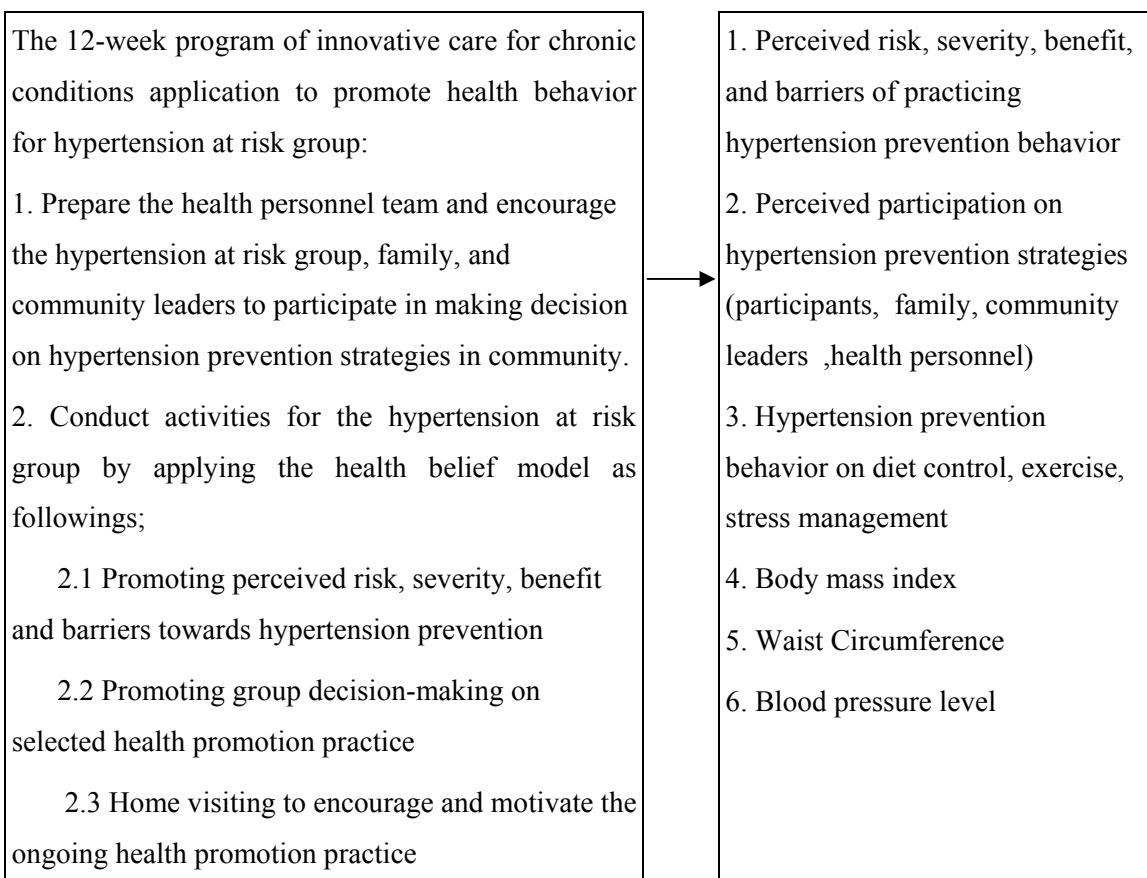 The 12-week program of innovative care for chronic
conditions application to promote health behavior
for hypertension at risk group:
1. Prepare the health personnel team and encourage
the hypertension at risk group, family, and
community leaders to participate in making decision
on hypertension prevention strategies in community.
2. Conduct activities for the hypertension at risk
group by applying the health belief model as
followings;
2.1 Promoting perceived risk, severity, benefit
and barriers towards hypertension prevention
2.2 Promoting group decision-making on
selected health promotion practice
2.3 Home visiting to encourage and motivate the
ongoing health promotion practice
1. Perceived risk, severity, benefit,
and barriers of practicing
hypertension prevention behavior
2. Perceived participation on
hypertension prevention strategies
(participants, family, community
leaders ,health personnel)
3. Hypertension prevention
behavior on diet control, exercise,
stress management
4. Body mass index
5. Waist Circumference
6. Blood pressure level